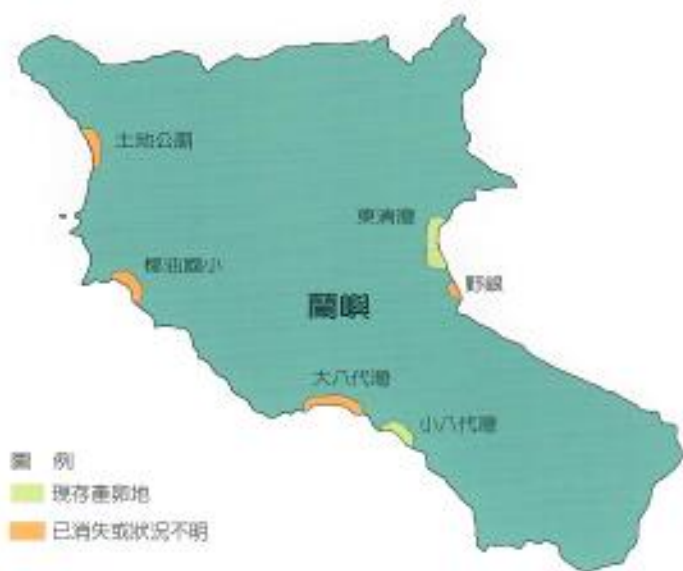 土地公園
東清灣
椰油國小
野銀
蘭嶼
大八代灣
小八代灣
圖 例
現存產卵地
已消失或狀況不明